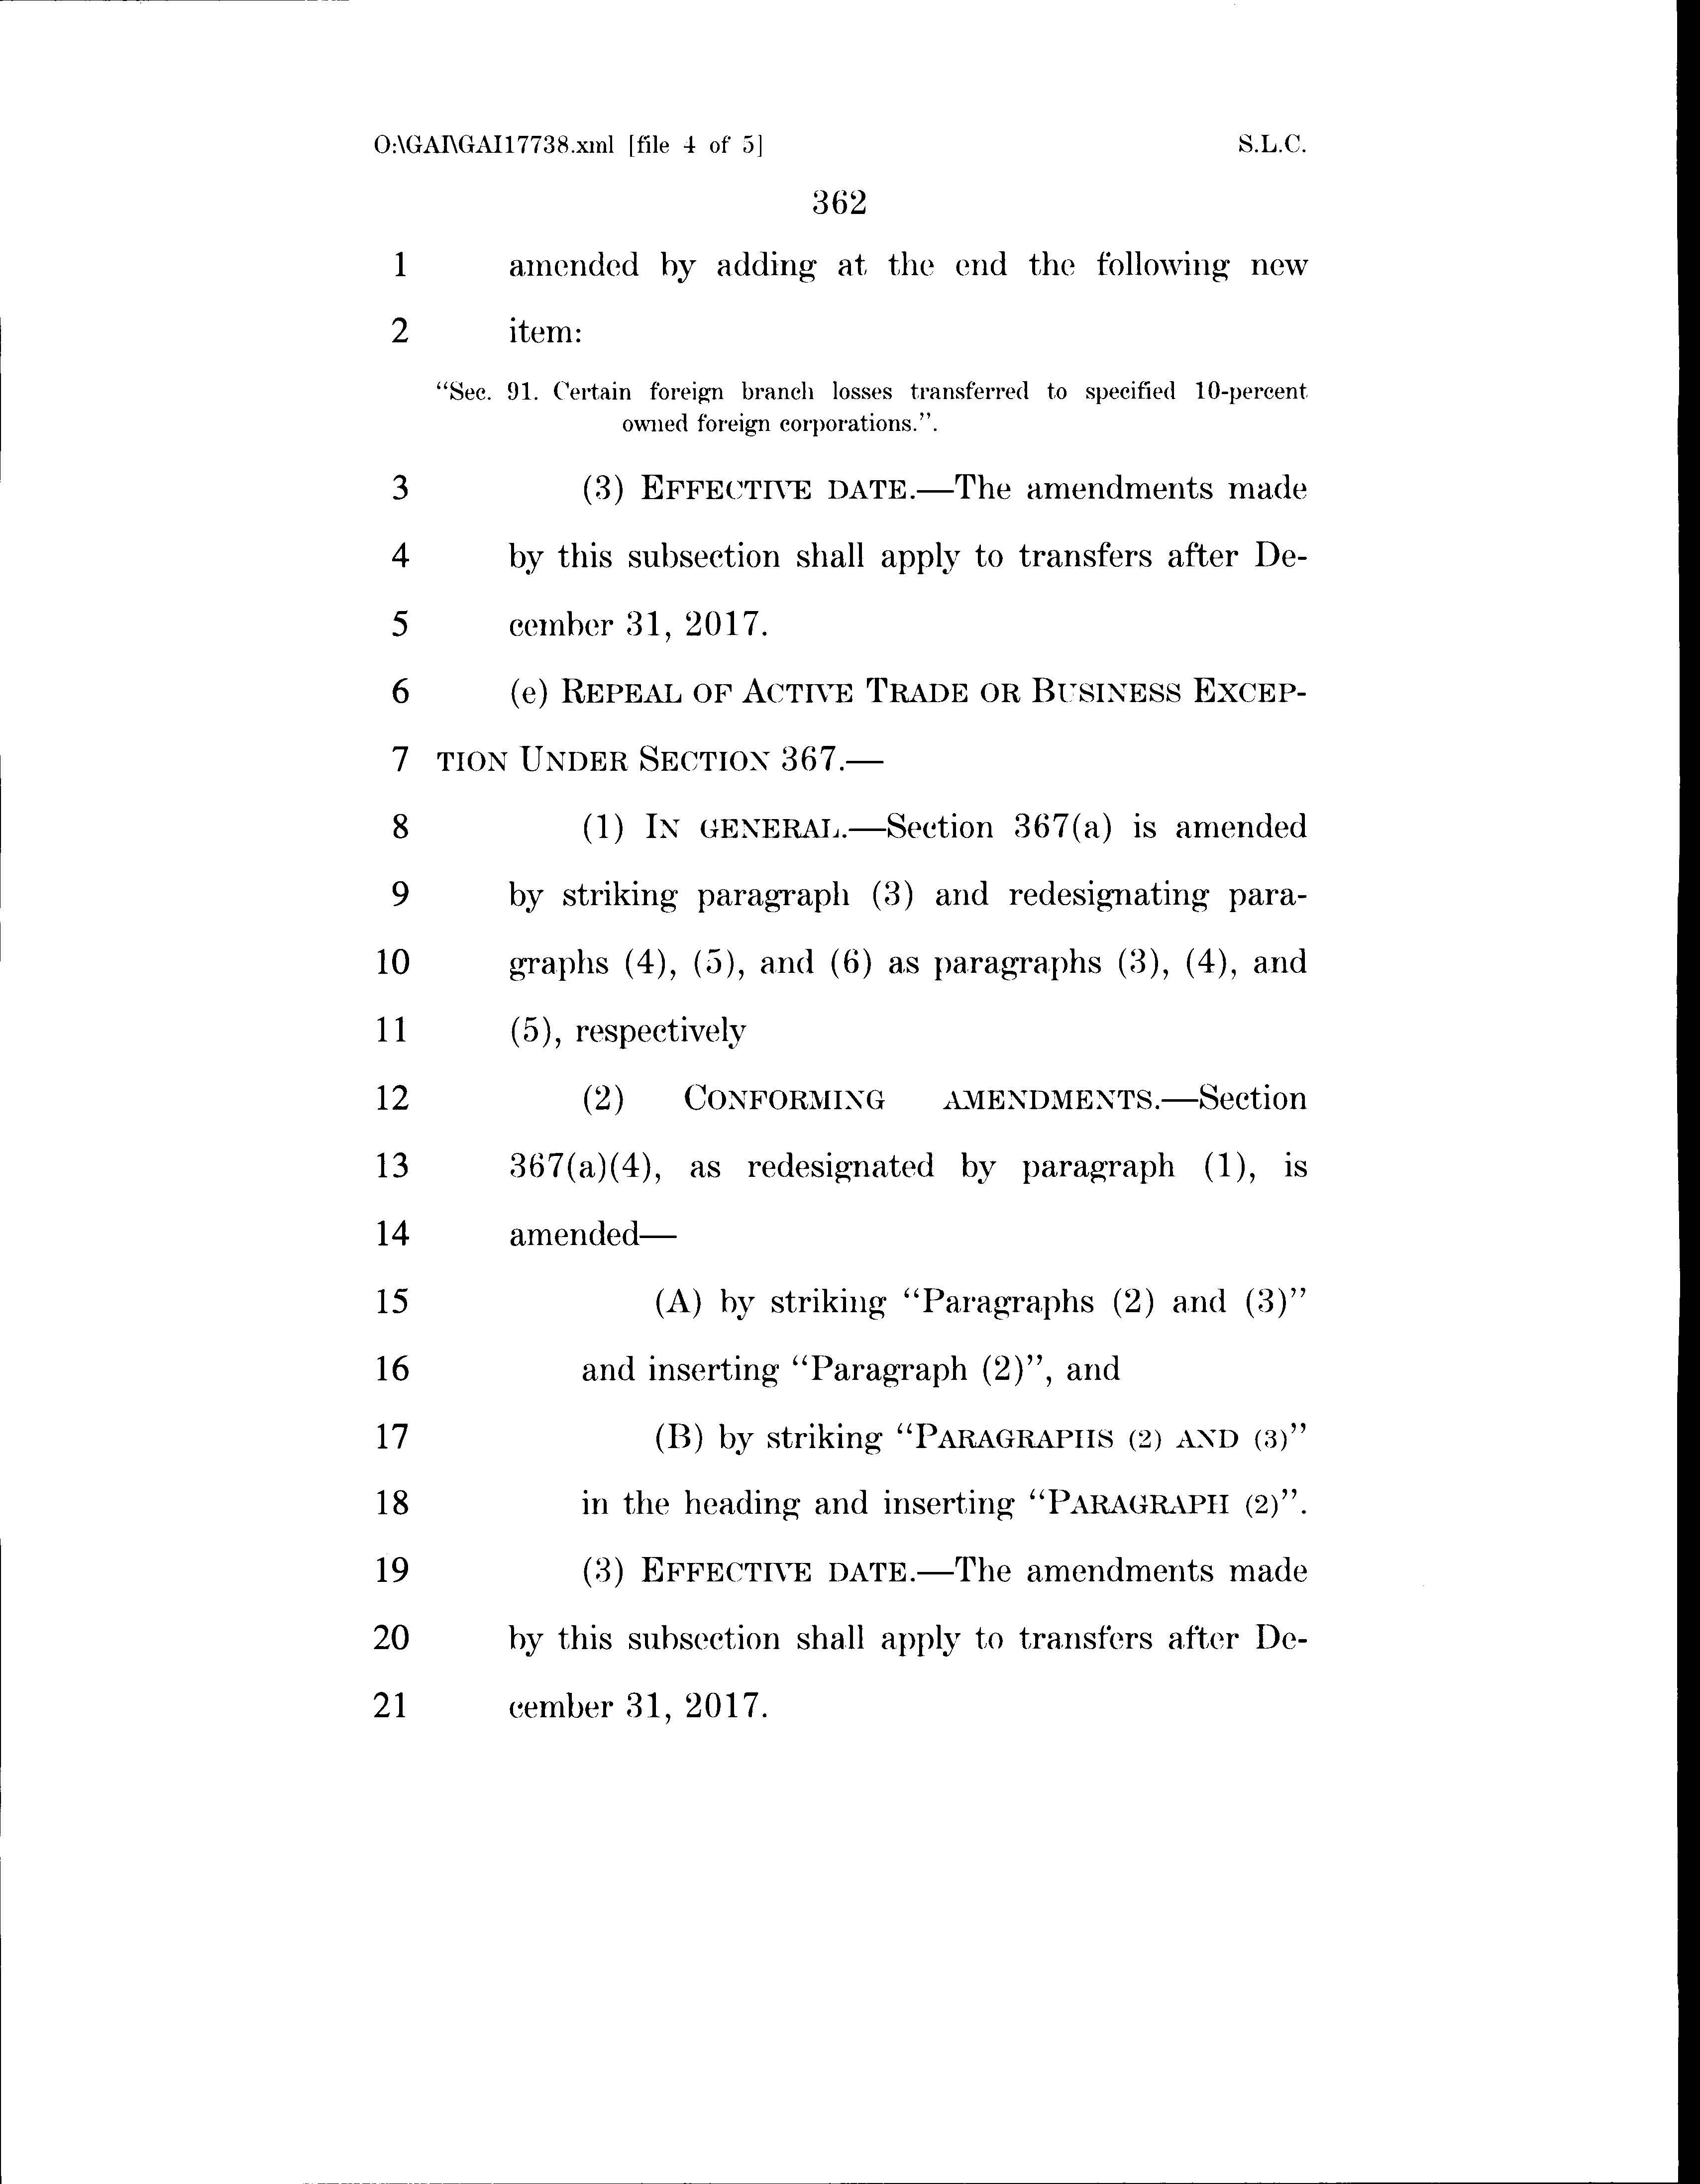 O:\GAI\GAI17738.xml [file 4 of 5] S.L.C.
362
1 amended by adding at the end the following new
2 item:
“Sec. 91. Certain foreign branch losses transferred to specified 10-percent
owned foreign corporations.”.
3 (3) EFFECTIVE DATE.—The amendments made
4 by this subsection shall apply to transfers after De-
5 cember 31, 2017.
6 (e) REPEAL OF ACTIVE TRADE OR BUSINESS EXCEP-
7 TION UNDER SECTION 367.—
8 (1) IN GENERAL.—Section 367(a) is amended
9 by striking paragraph (3) and redesignating para-
10 graphs (4), (5), and (6) as paragraphs (3), (4), and
11 (5), respectively
12 (2) CONFORMING AMENDMENTS.—Section
13 367(a)(4), as redesignated by paragraph (1), is
14 amended—
15 (A) by striking “Paragraphs (2) and (3)”
16 and inserting “Paragraph (2)”, and
17 (B) by striking “PARAGRAPHS (2) AND (3)”
18 in the heading and inserting “PARAGRAPH (2)”.
19 (3) EFFECTIVE DATE.—The amendments made
20 by this subsection shall apply to transfers after De-
21 cember 31, 2017.